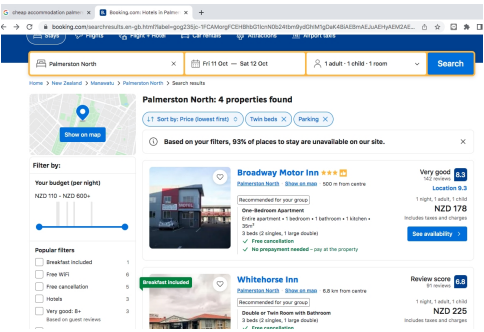 cheap accommodation palmer
Booking.com: Hotels in Palmer
booking.com/searchresults.en-gb.html?label=gog235jc-
Stays
Flights
Flight + Hotel
Car rentals
Attractions
Airport taxis
Palmerston North
Fri 11 Oct — Sat 12 Oct
1 adult · 1 child · 1 room
Search
Home > New Zealand > Manawatu > Palmerston North > Search results
Show on map
Palmerston North: 4 properties found
Sort by: Price (lowest first)
Twin beds
Parking
Based on your filters, 93% of places to stay are unavailable on our site.
Filter by:
Your budget (per night)
NZD 110 - NZD 600+
Popular filters
Breakfast included 1
Free WiFi 6
Free cancellation 5
Hotels 3
Very good: 8+ 3
Based on guest reviews
Broadway Motor Inn
Palmerston North Show on map 500 m from centre
Recommended for your group
One-Bedroom Apartment
Entire apartment • 1 bedroom • 1 bathroom • 1 kitchen •
35m²
3 beds (2 singles, 1 large double)
Free cancellation
No prepayment needed – pay at the property
Very good 8.3
142 reviews
Location 9.3
1 night, 1 adult, 1 child
NZD 178
Includes taxes and charges
See availability
Breakfast included
Whitehorse Inn
Palmerston North Show on map 6.8 km from centre
Recommended for your group
Double or Twin Room with Bathroom
3 beds (2 singles, 1 large double)
Free cancellation
Review score 6.8
91 reviews
1 night, 1 adult, 1 child
NZD 225
Includes taxes and charges